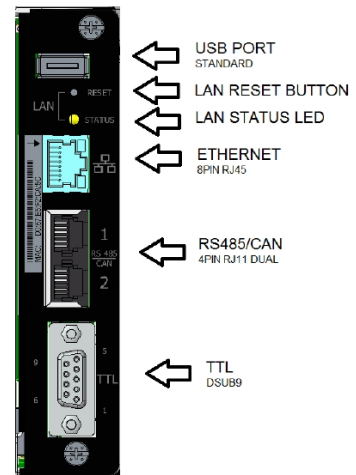 USB PORT
STANDARD
RESET
LAN RESET BUTTON
LAN
STATUS
LAN STATUS LED
ETHERNET
8PIN RJ45
1
RS 485
CAN
RS485/CAN
4PIN RJ11 DUAL
2
9
5
TTL
TTL
DSUB9
6
1